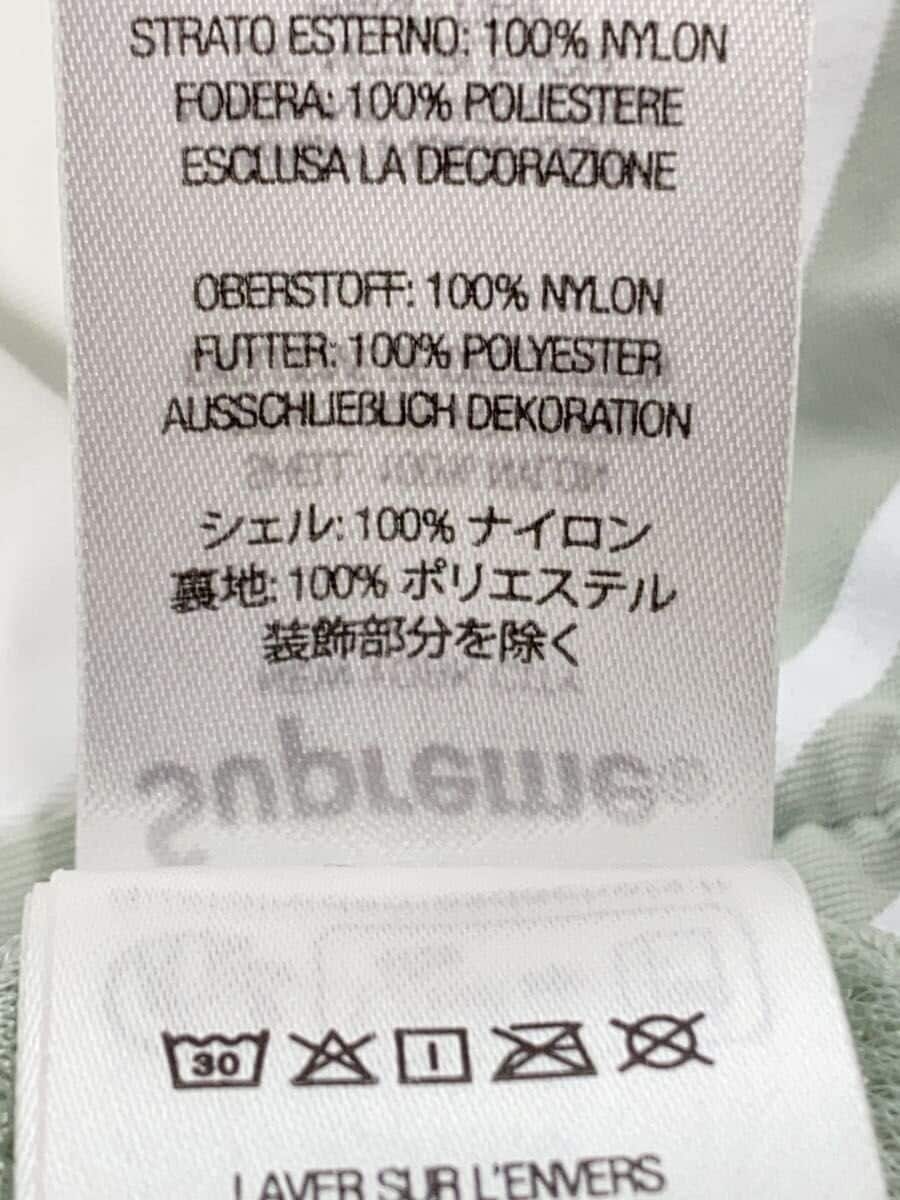 STRATO ESTERNO: 100% NYLON
FODERA: 100% POLIESTERE
ESCLUSA LA DECORAZIONE
OBERSTOFF: 100% NYLON
FUTTER: 100% POLYESTER
AUSSCHLIEßLICH DEKORATION
シェル: 100% ナイロン
裏地: 100% ポリエステル
装飾部分を除く
Supreme®
30
LAVER SUR L'ENVERS